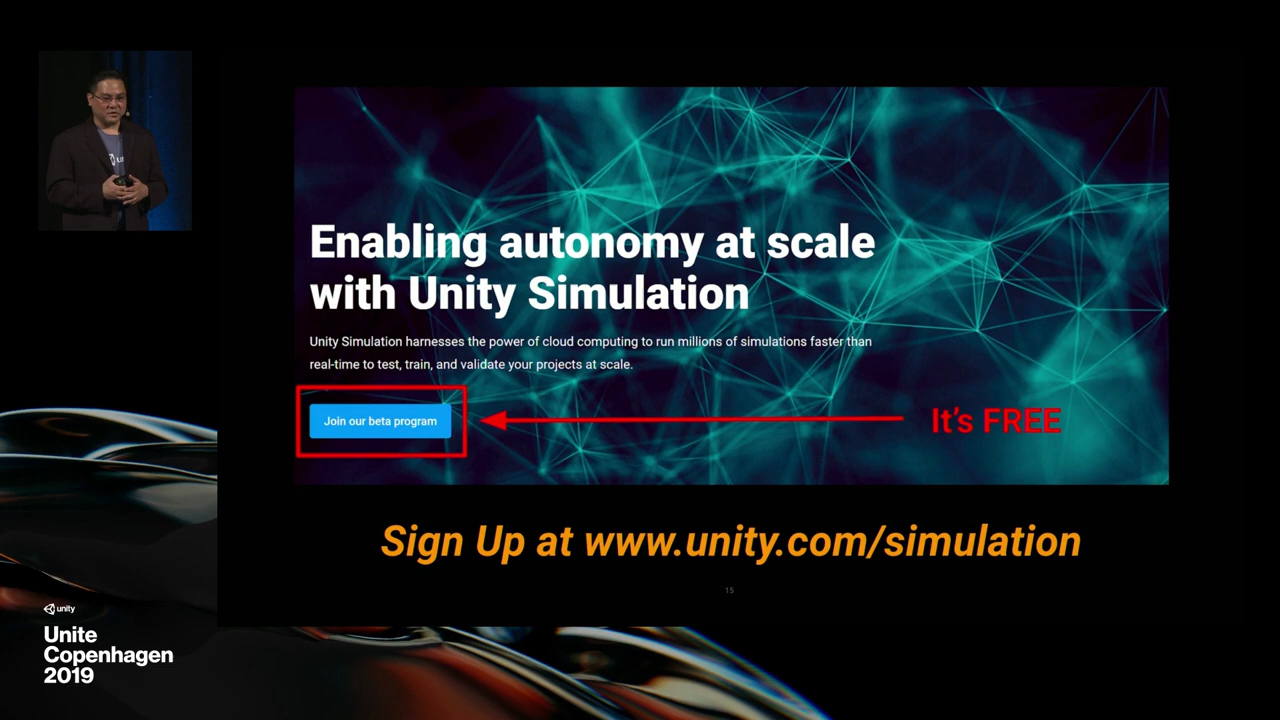 Enabling autonomy at scale
with Unity Simulation
Unity Simulation harnesses the power of cloud computing to run millions of simulations faster than
real-time to test, train, and validate your projects at scale.
Join our beta program
It's FREE
Sign Up at www.unity.com/simulation
15
unity
Unite
Copenhagen
2019